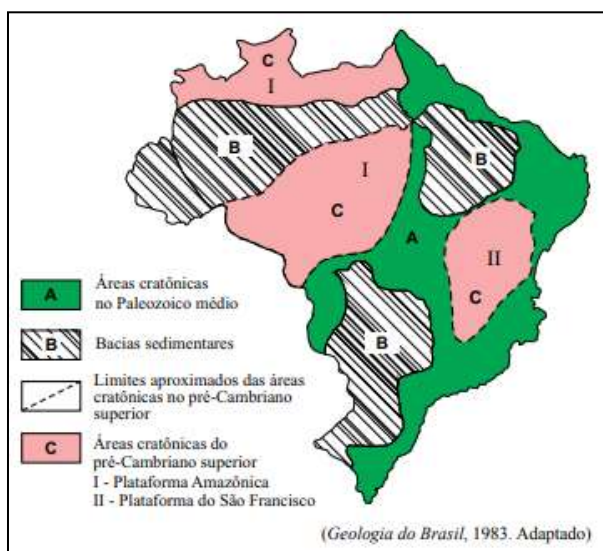 C
I
B
B
I
C
A
II
C
B
A
Áreas cratônicas
no Paleozoico médio
B
Bacias sedimentares
Limites aproximados das áreas
cratônicas no pré-Cambriano
superior
C
Áreas cratônicas do
pré-Cambriano superior
I - Plataforma Amazônica
II - Plataforma do São Francisco
(Geologia do Brasil, 1983. Adaptado)